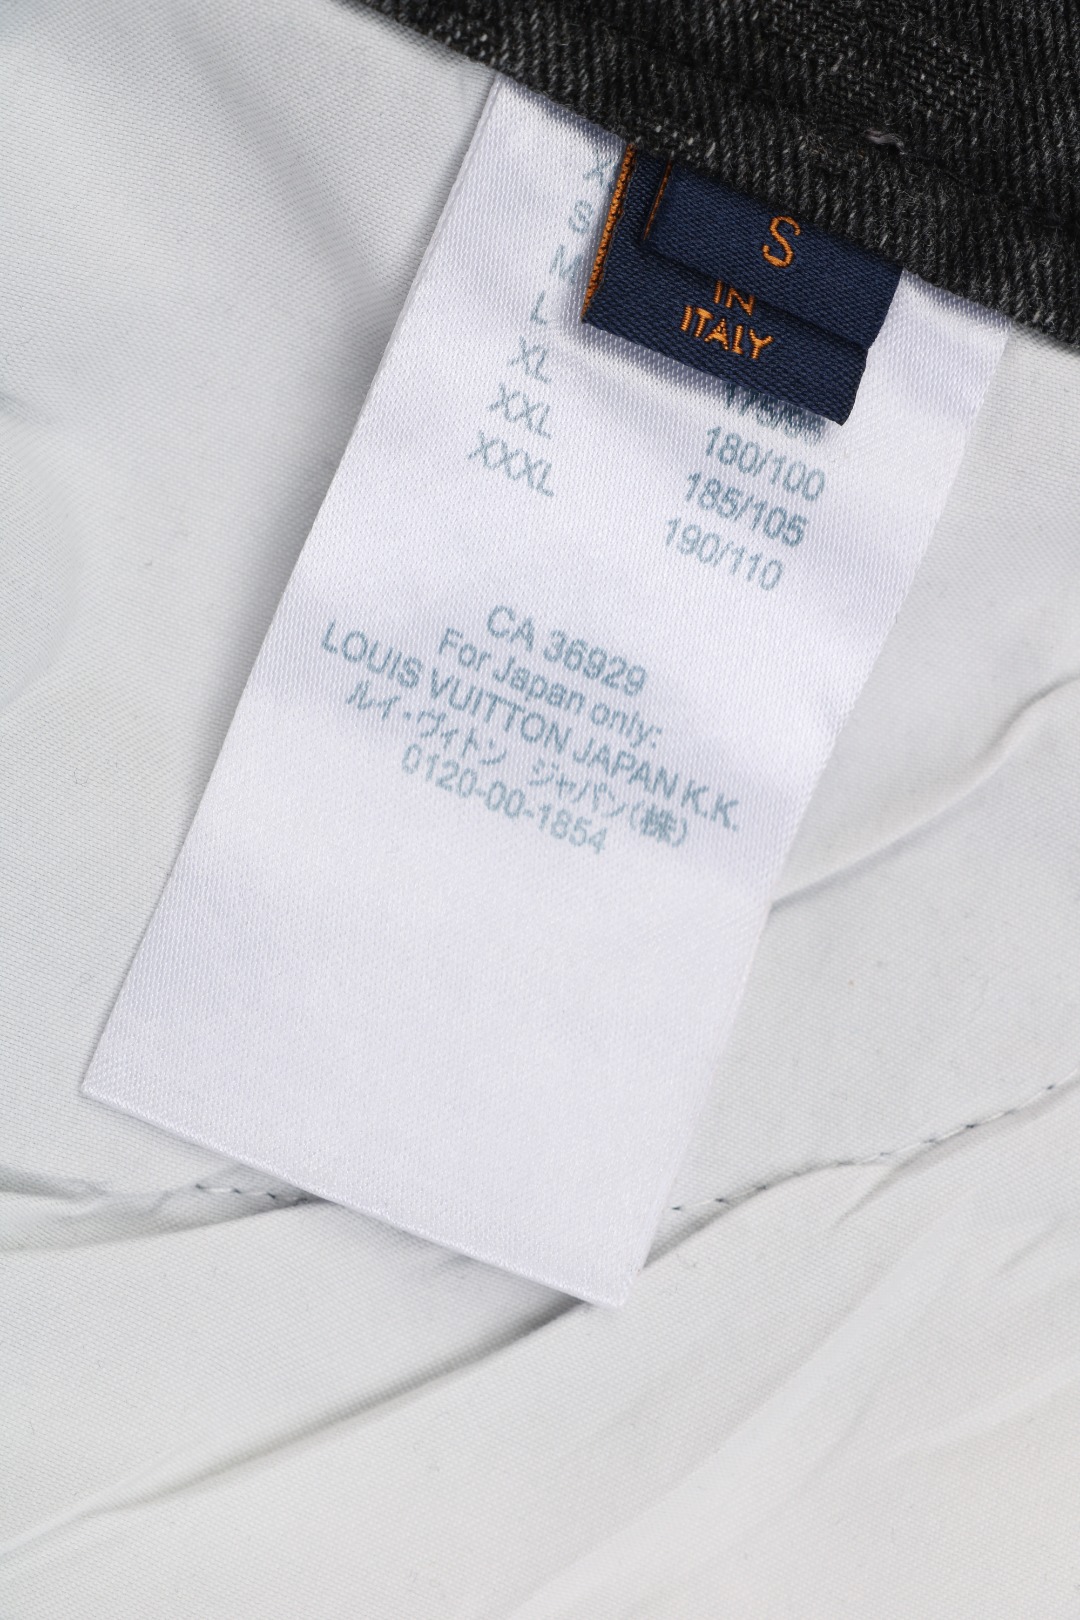 S
IN
ITALY
S
L
XL
XXL 180/100
XXXL 185/105
190/110
CA 36929
For Japan only:
LOUIS VUITTON JAPAN K.K.
ルイ・ヴィトン ジャパン(株)
0120-00-1854